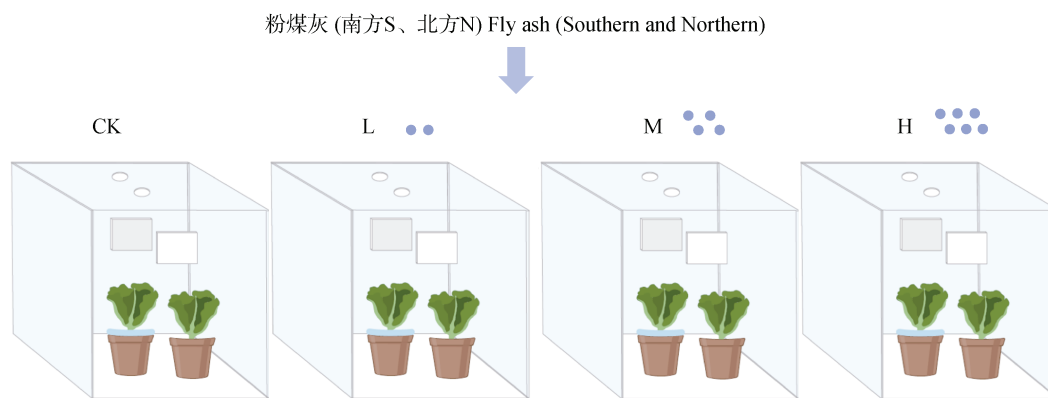 粉煤灰 (南方S、北方N) Fly ash (Southern and Northern)
CK
L
M
H